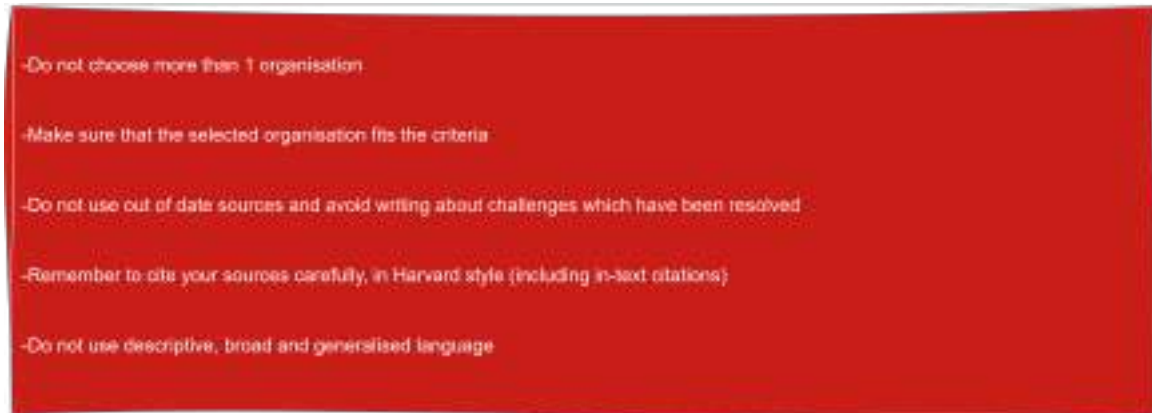 -Do not choose more than 1 organisation
-Make sure that the selected organisation fits the criteria
-Do not use out of date sources and avoid writing about challenges which have been resolved
-Remember to cite your sources carefully, in Harvard style (including in-text citations)
-Do not use descriptive, broad and generalised language